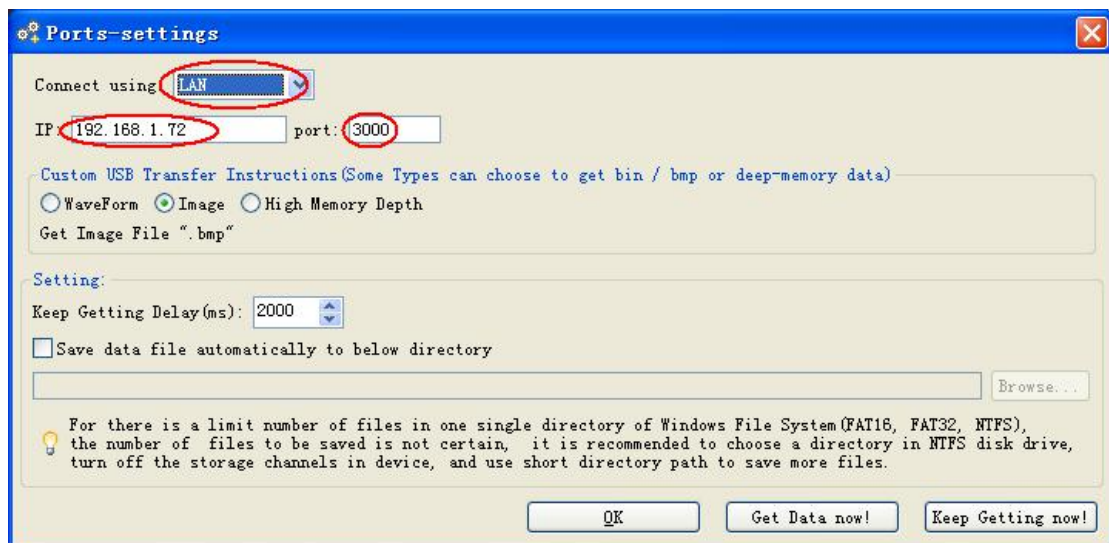 Ports-settings
Connect using: LAN
IP: 192.168.1.72 port: 3000
Custom USB Transfer Instructions(Some Types can choose to get bin / bmp or deep-memory data)
WaveForm Image High Memory Depth
Get Image File ".bmp"
Setting:
Keep Getting Delay(ms): 2000
Save data file automatically to below directory
Browse...
For there is a limit number of files in one single directory of Windows File System(FAT16, FAT32, NTFS),
the number of files to be saved is not certain, it is recommended to choose a directory in NTFS disk drive,
turn off the storage channels in device, and use short directory path to save more files.
OK Get Data now! Keep Getting now!